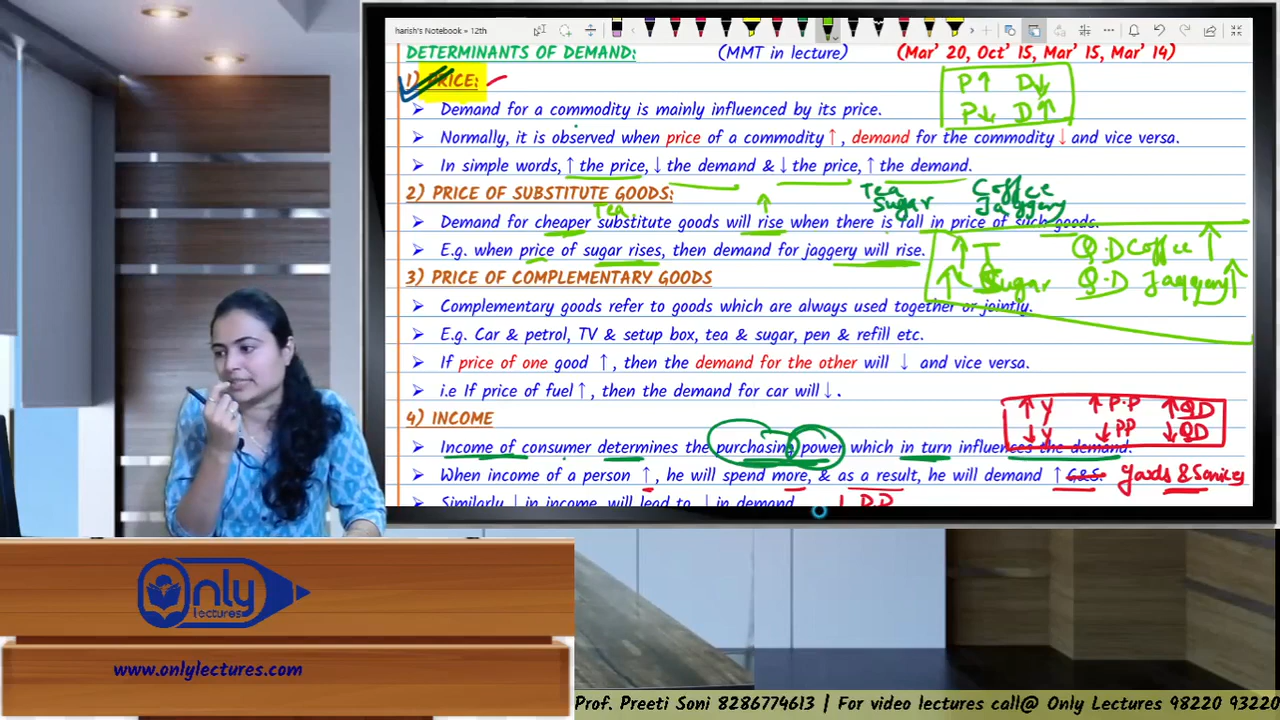 harish's Notebook » 12th
DETERMINANTS OF DEMAND: (MMT in lecture) (Mar' 20, Oct' 15, Mar' 15, Mar' 14)
1) PRICE:
P↑ D↓
P↓ D↑
➢ Demand for a commodity is mainly influenced by its price.
➢ Normally, it is observed when price of a commodity ↑, demand for the commodity ↓ and vice versa.
➢ In simple words, ↑ the price, ↓ the demand & ↓ the price, ↑ the demand.
2) PRICE OF SUBSTITUTE GOODS:
Tea Coffee
Sugar Jaggery
Tea ↑
➢ Demand for cheaper substitute goods will rise when there is fall in price of such goods.
➢ E.g. when price of sugar rises, then demand for jaggery will rise.
↑ T Q.D Coffee ↑
↑ Sugar Q.D Jaggery ↑
3) PRICE OF COMPLEMENTARY GOODS
➢ Complementary goods refer to goods which are always used together or jointly.
➢ E.g. Car & petrol, TV & setup box, tea & sugar, pen & refill etc.
➢ If price of one good ↑, then the demand for the other will ↓ and vice versa.
➢ i.e If price of fuel ↑, then the demand for car will ↓.
4) INCOME
↑ Y ↑ P.P ↑ QD
↓ Y ↓ PP ↓ QD
➢ Income of consumer determines the purchasing power which in turn influences the demand.
➢ When income of a person ↑, he will spend more, & as a result, he will demand ↑ G&S. goods & Services
➢ Similarly ↓ in income will lead to ↓ in demand
Only
lectures
www.onlylectures.com
Prof. Preeti Soni 8286774613 | For video lectures call@ Only Lectures 98220 93220